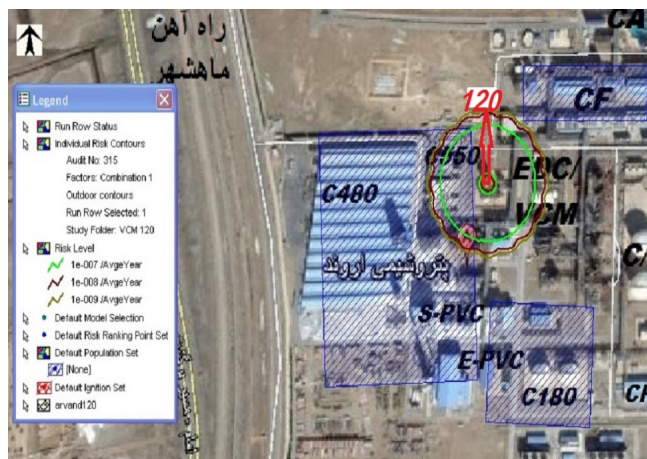 راه آهن
ماهشهر
CA
120
CF
Legend
Run Row Status
Individual Risk Contours
Audit No: 315
Factors: Combination 1
Outdoor contours
Run Row Selected: 1
Study Folder: VCM 120
Risk Level
1e-007 /AvgeYear
1e-008 /AvgeYear
1e-009 /AvgeYear
Default Model Selection
Default Risk Ranking Point Set
Default Population Set
[None]
Default Ignition Set
arvand120
C480
EDC/
VCM
C/
پتروشیمی اروند
S-PVC
E-PVC
C180